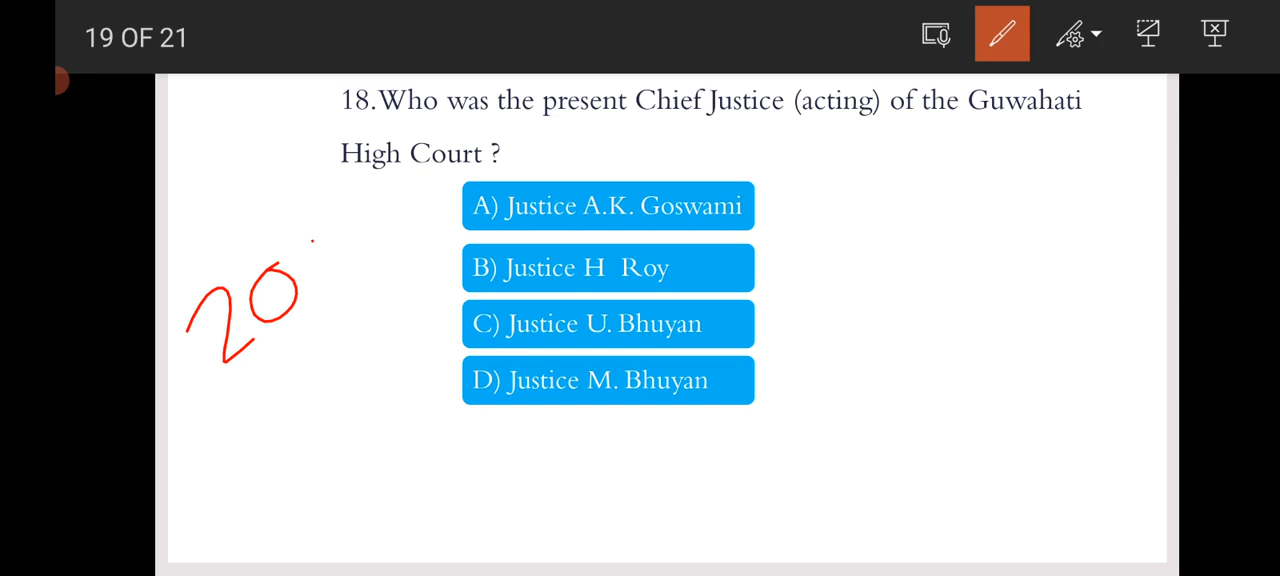 19 OF 21
18.Who was the present Chief Justice (acting) of the Guwahati
High Court ?
A) Justice A.K. Goswami
B) Justice H Roy
C) Justice U. Bhuyan
D) Justice M. Bhuyan
20